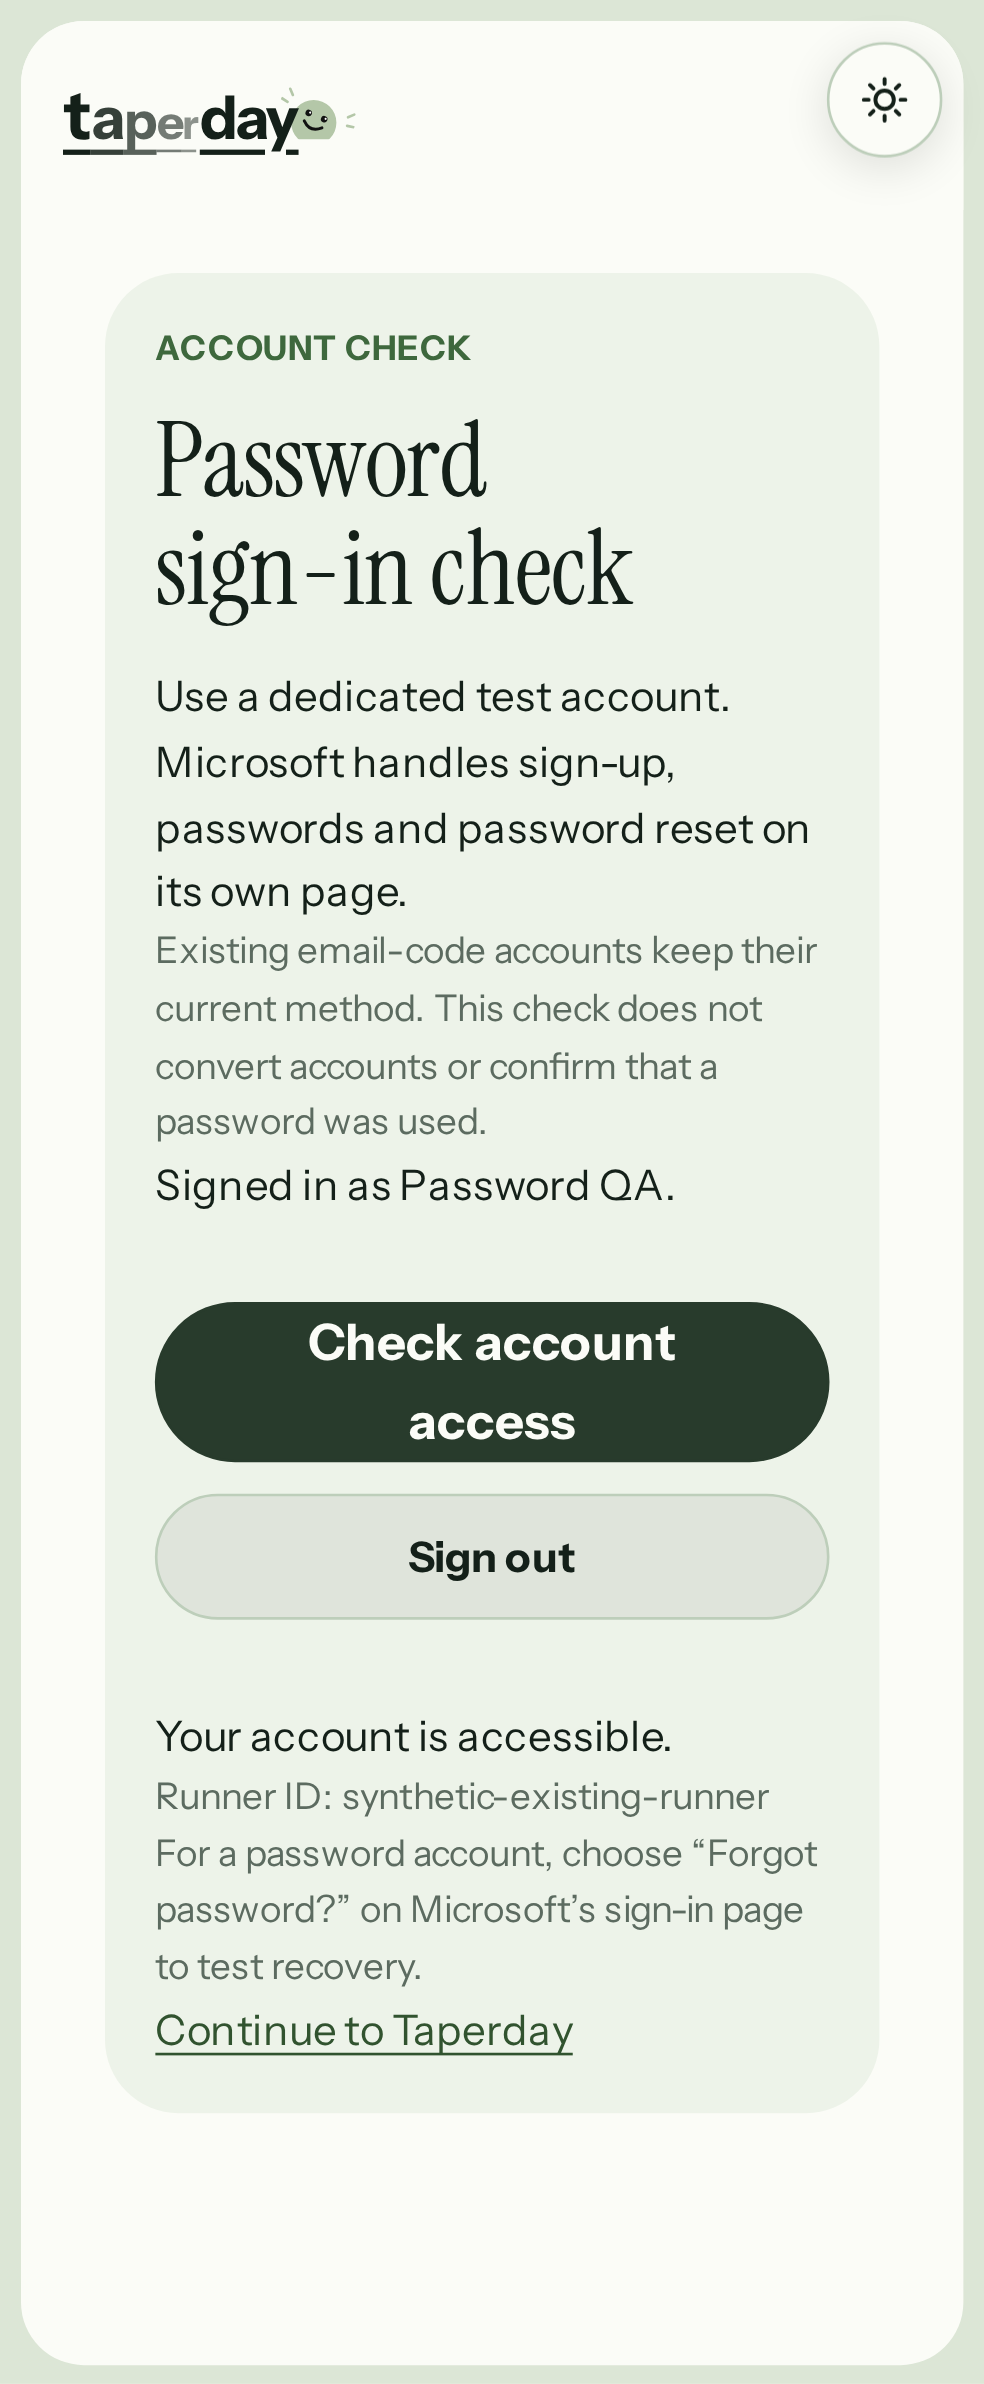 taperday
ACCOUNT CHECK
Password
sign-in check
Use a dedicated test account.
Microsoft handles sign-up,
passwords and password reset on
its own page.
Existing email-code accounts keep their
current method. This check does not
convert accounts or confirm that a
password was used.
Signed in as Password QA.
Check account
access
Sign out
Your account is accessible.
Runner ID: synthetic-existing-runner
For a password account, choose “Forgot
password?” on Microsoft’s sign-in page
to test recovery.
Continue to Taperday